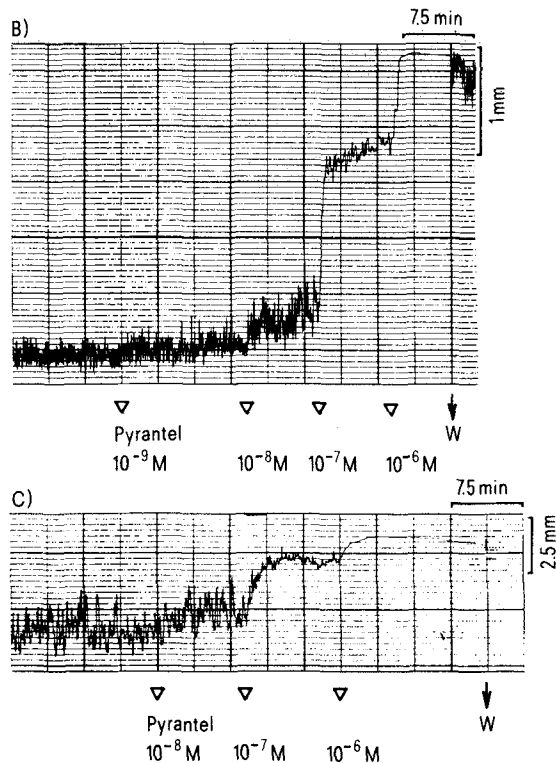 B)
7.5 min
1 mm
Pyrantel
W
10⁻⁹ M
10⁻⁸ M
10⁻⁷ M
10⁻⁶ M
C)
7.5 min
2.5 mm
Pyrantel
W
10⁻⁸ M
10⁻⁷ M
10⁻⁶ M